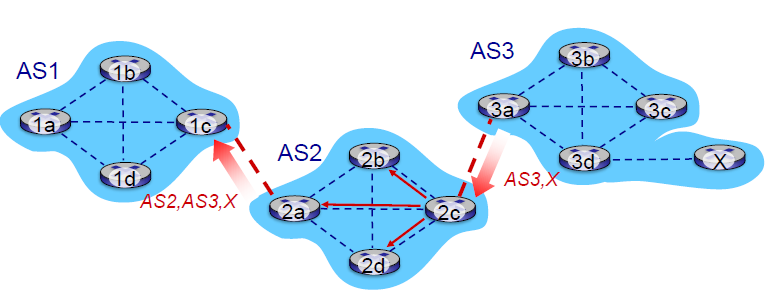 AS1
1b
1a
1c
1d
AS2,AS3,X
AS2
2b
2a
2c
2d
AS3
3b
3a
3c
3d
X
AS3,X